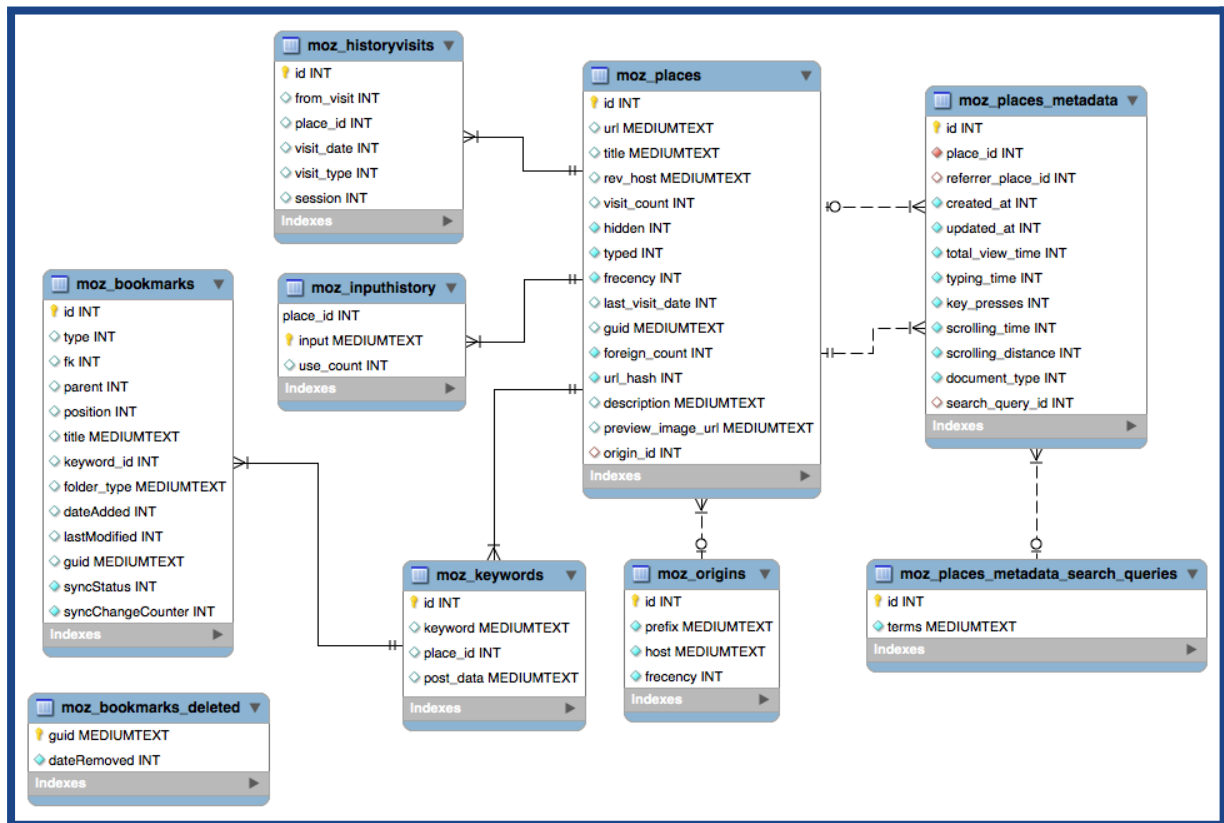 moz_historyvisits
id INT
from_visit INT
place_id INT
visit_date INT
visit_type INT
session INT
Indexes
moz_places
id INT
url MEDIUMTEXT
title MEDIUMTEXT
rev_host MEDIUMTEXT
visit_count INT
hidden INT
typed INT
frecency INT
last_visit_date INT
guid MEDIUMTEXT
foreign_count INT
url_hash INT
description MEDIUMTEXT
preview_image_url MEDIUMTEXT
origin_id INT
Indexes
moz_places_metadata
id INT
place_id INT
referrer_place_id INT
created_at INT
updated_at INT
total_view_time INT
typing_time INT
key_presses INT
scrolling_time INT
scrolling_distance INT
document_type INT
search_query_id INT
Indexes
moz_bookmarks
id INT
type INT
fk INT
parent INT
position INT
title MEDIUMTEXT
keyword_id INT
folder_type MEDIUMTEXT
dateAdded INT
lastModified INT
guid MEDIUMTEXT
syncStatus INT
syncChangeCounter INT
Indexes
moz_inputhistory
place_id INT
input MEDIUMTEXT
use_count INT
Indexes
moz_keywords
id INT
keyword MEDIUMTEXT
place_id INT
post_data MEDIUMTEXT
Indexes
moz_origins
id INT
prefix MEDIUMTEXT
host MEDIUMTEXT
frecency INT
Indexes
moz_places_metadata_search_queries
id INT
terms MEDIUMTEXT
Indexes
moz_bookmarks_deleted
guid MEDIUMTEXT
dateRemoved INT
Indexes